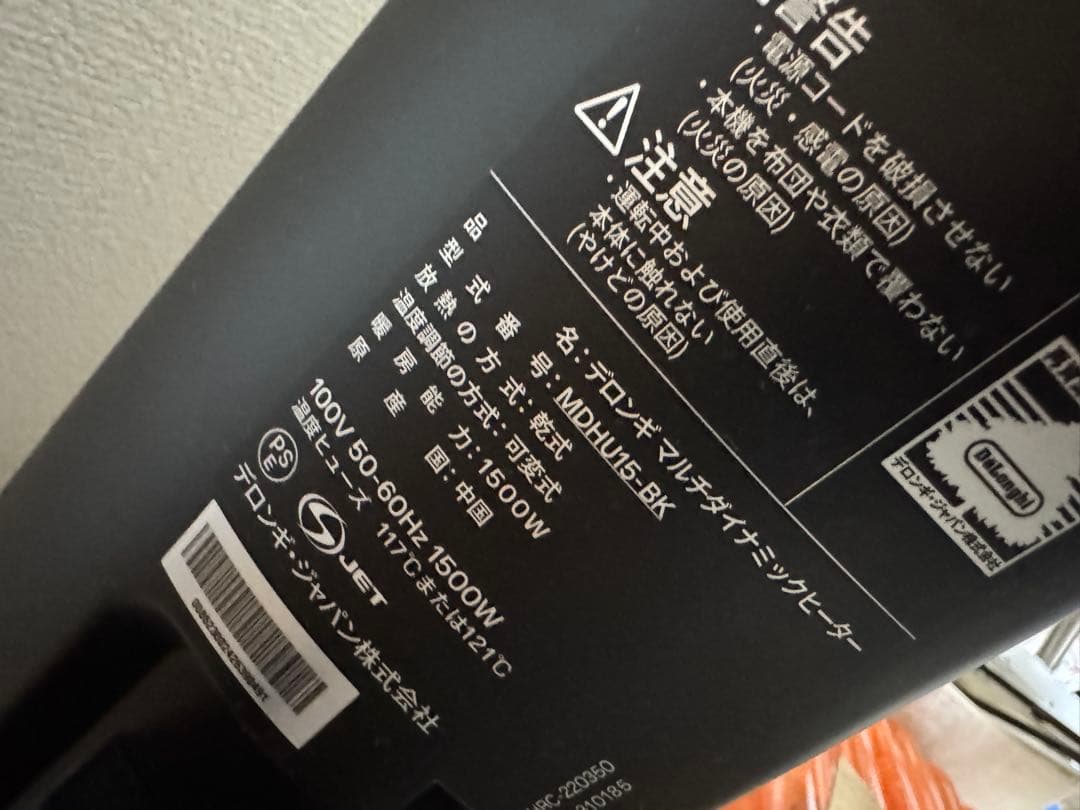 警告
・電源コードを破損させない
(火災・感電の原因)
・本機を布団や衣類で覆わない
(火災の原因)
注意
・運転中および使用直後は、
本体に触れない
(やけどの原因)
品名:デロンギ マルチダイナミックヒーター
型式番号:MDHU15-BK
放熱の方式:乾式
温度調節の方式:可変式
暖房能力:1500W
原産国:中国
100V 50-60Hz 1500W
温度ヒューズ 117℃または121℃
PSE
S JET
デロンギ・ジャパン株式会社
DeLonghi
デロンギ・ジャパン株式会社
RC-220350
10185